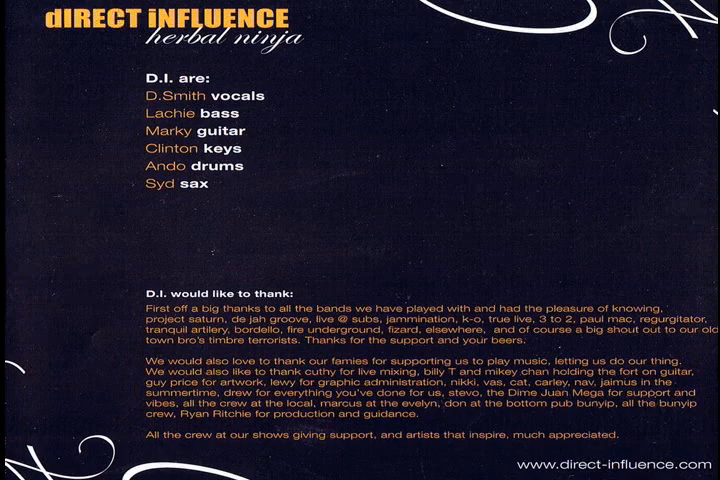 dIRECT iNFLUENCE
herbal ninja
D.I. are:
D.Smith vocals
Lachie bass
Marky guitar
Clinton keys
Ando drums
Syd sax
D.I. would like to thank:
First off a big thanks to all the bands we have played with and had the pleasure of knowing,
project saturn, de jah groove, live @ subs, jammination, k-o, true live, 3 to 2, paul mac, regurgitator,
tranquil artilery, bordello, fire underground, fizard, elsewhere, and of course a big shout out to our old
town bro's timbre terrorists. Thanks for the support and your beers.
We would also love to thank our famies for supporting us to play music, letting us do our thing.
We would also like to thank cuthy for live mixing, billy T and mikey chan holding the fort on guitar,
guy price for artwork, lewy for graphic administration, nikki, vas, cat, carley, nav, jaimus in the
summertime, drew for everything you've done for us, stevo, the Dime Juan Mega for support and
vibes, all the crew at the local, marcus at the evelyn, don at the bottom pub bunyip, all the bunyip
crew, Ryan Ritchie for production and guidance.
All the crew at our shows giving support, and artists that inspire, much appreciated.
www.direct-influence.com